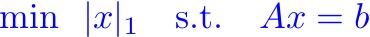 min |x|₁ s.t. Ax = b